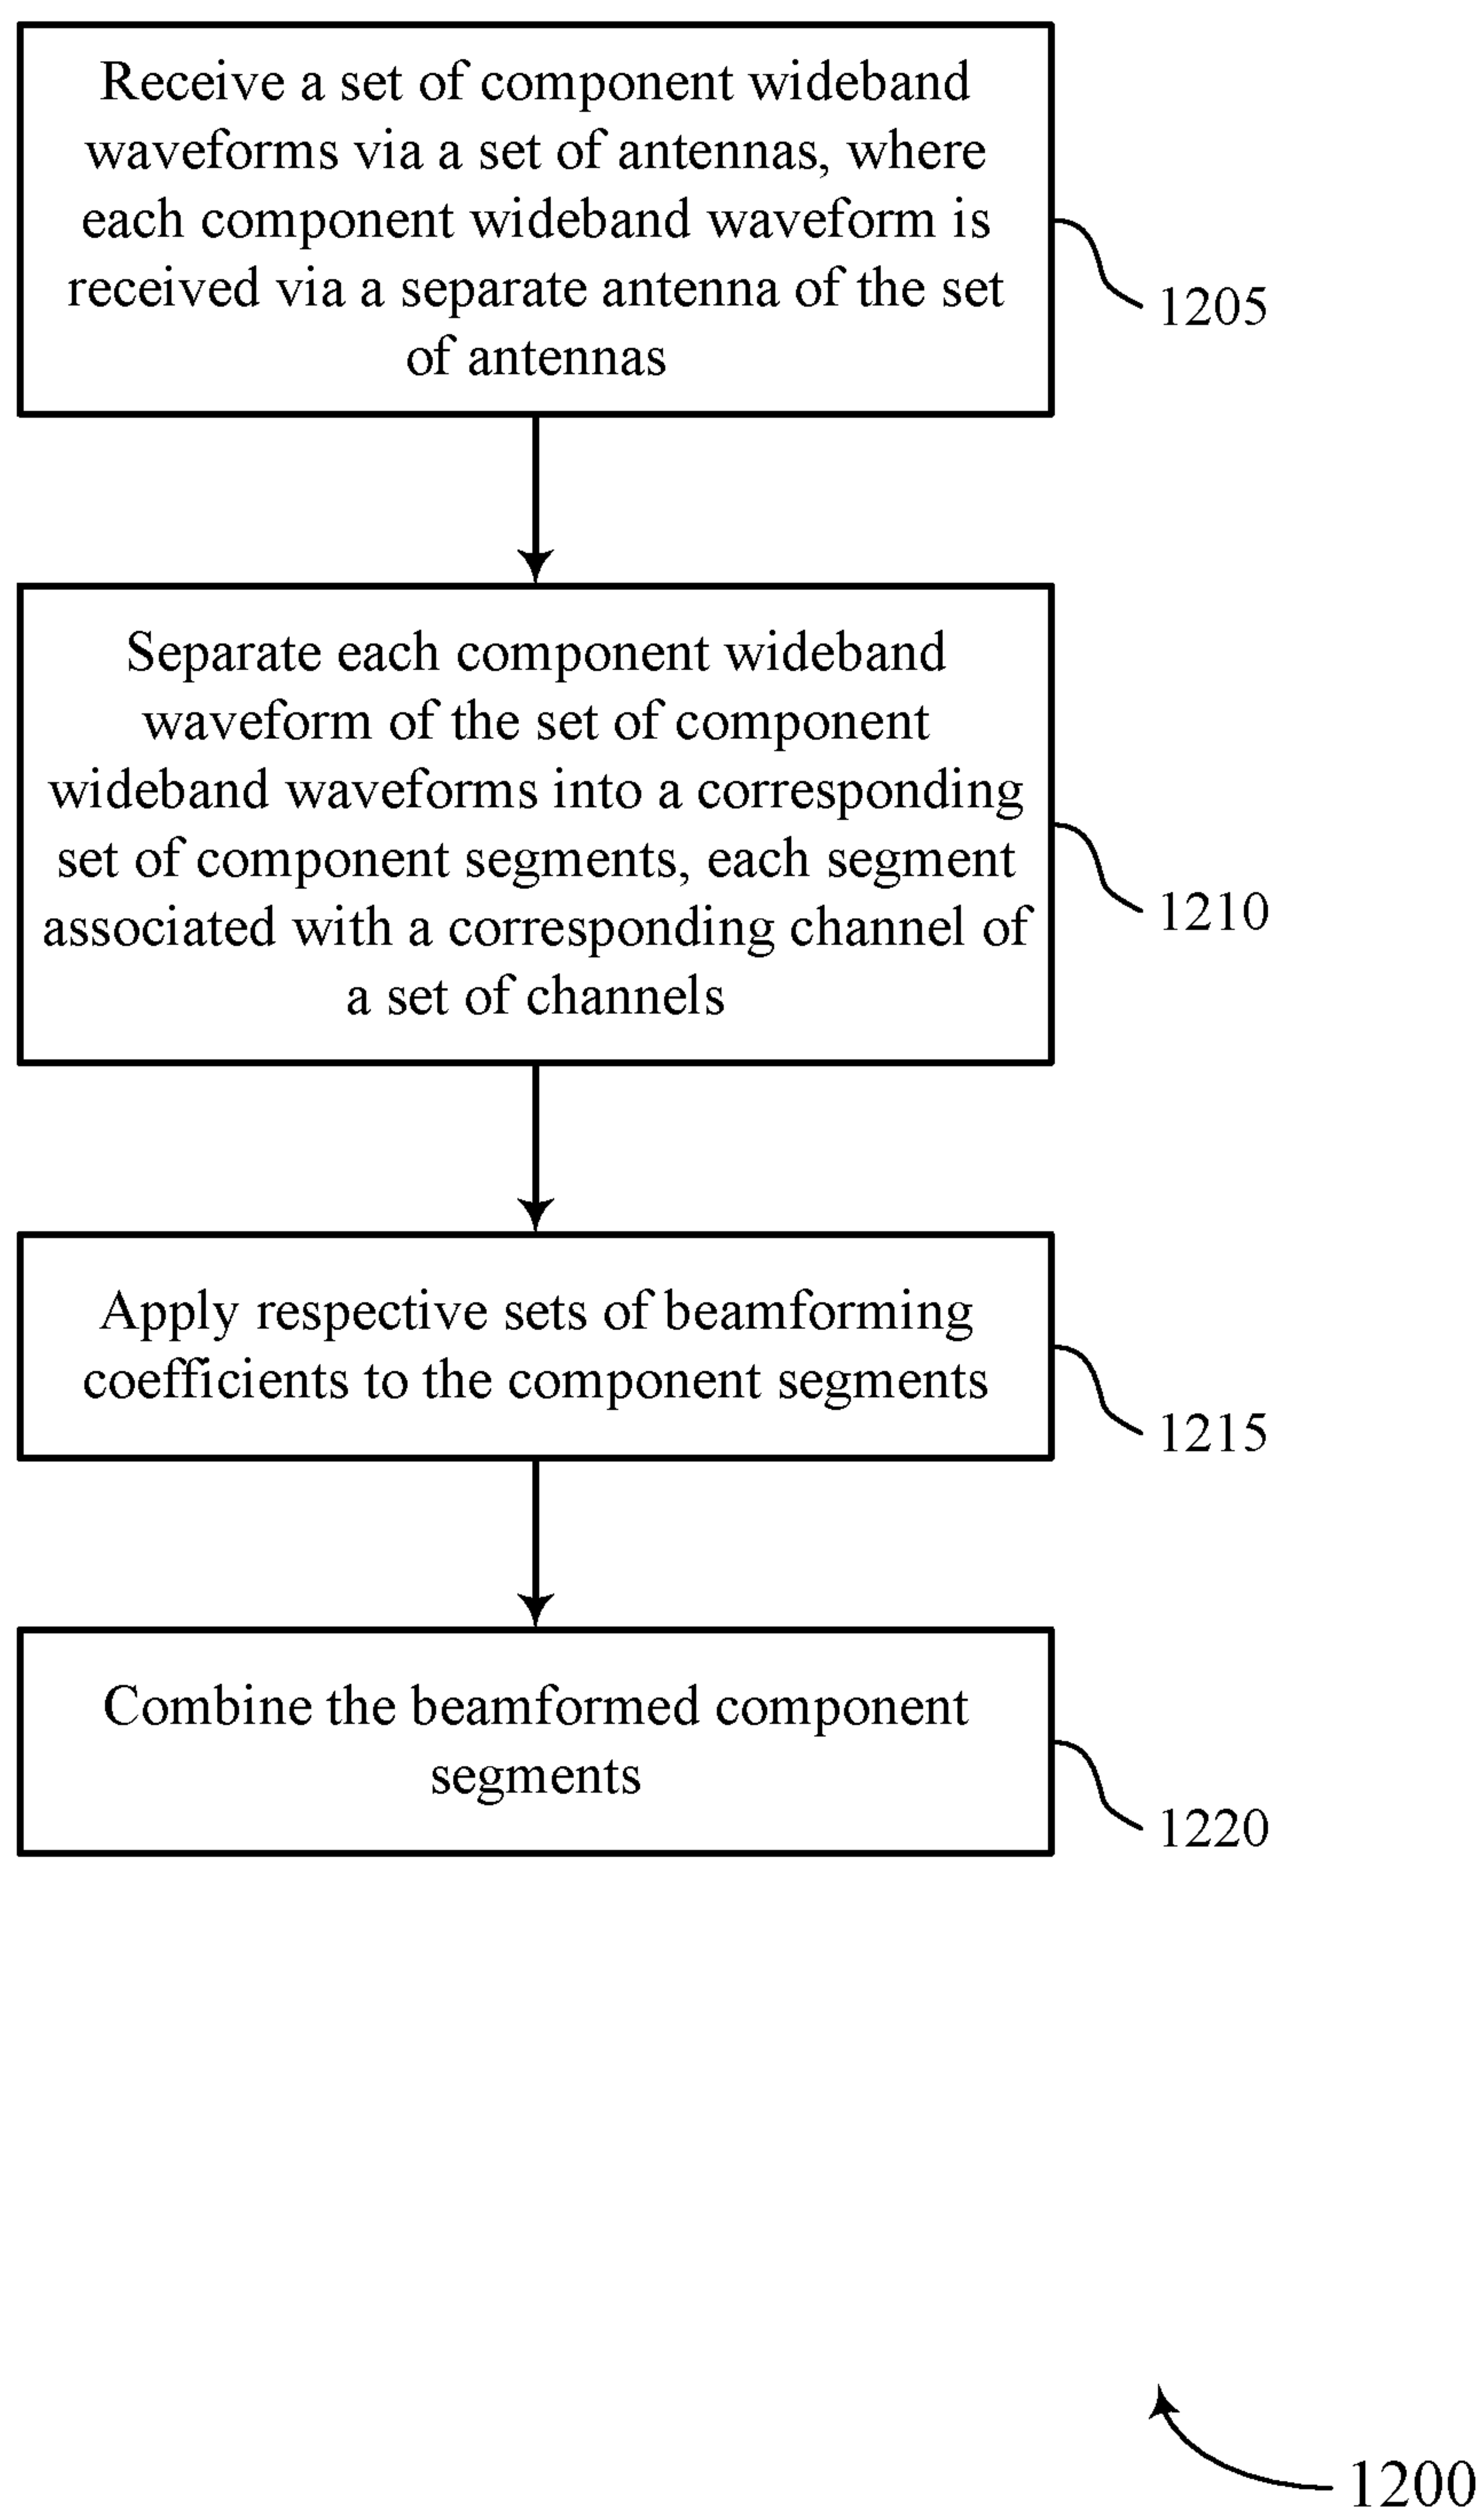 Receive a set of component wideband
waveforms via a set of antennas, where
each component wideband waveform is
received via a separate antenna of the set
of antennas
1205
Separate each component wideband
waveform of the set of component
wideband waveforms into a corresponding
set of component segments, each segment
associated with a corresponding channel of
a set of channels
1210
Apply respective sets of beamforming
coefficients to the component segments
1215
Combine the beamformed component
segments
1220
1200